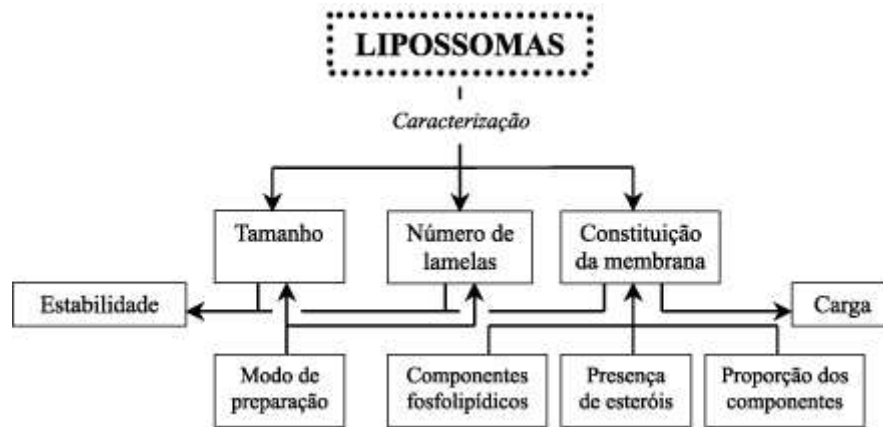 LIPOSSOMAS
Caracterização
Tamanho
Número de
lamelas
Constituição
da membrana
Estabilidade
Carga
Modo de
preparação
Componentes
fosfolipídicos
Presença
de esteróis
Proporção dos
componentes